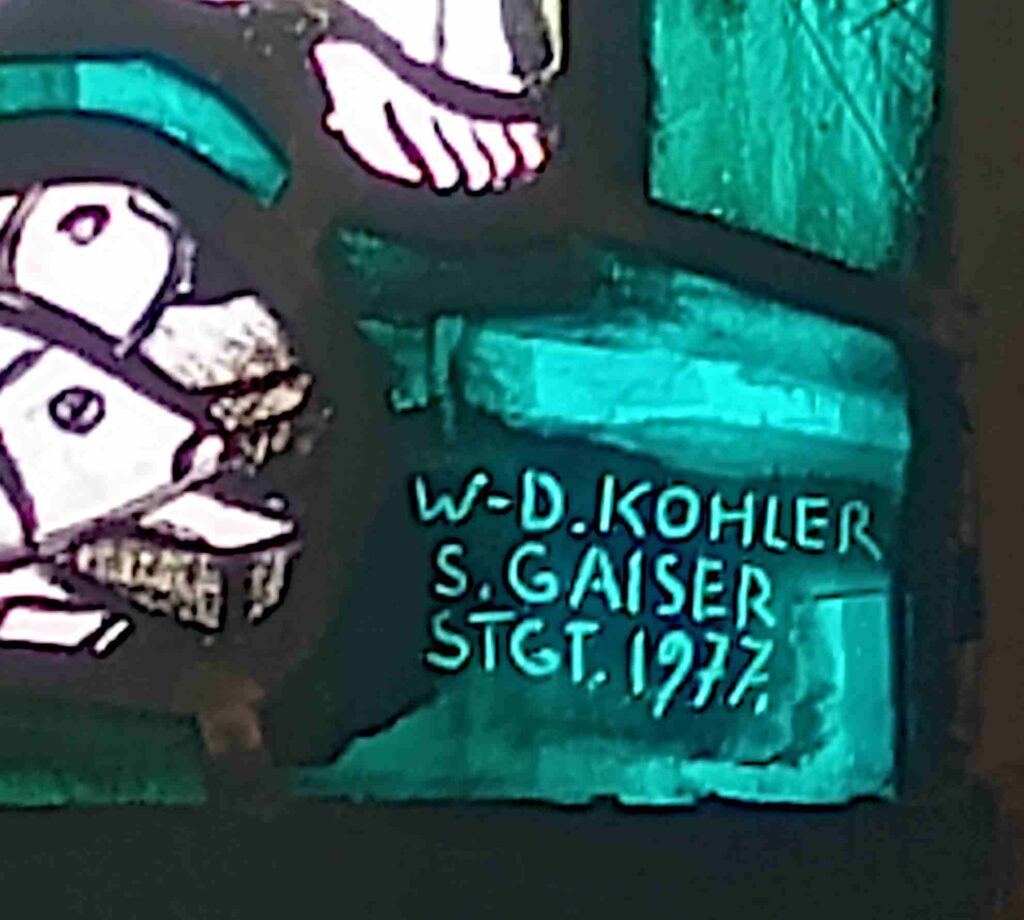 W-D. KOHLER
S. GAISER
STGT. 1977.